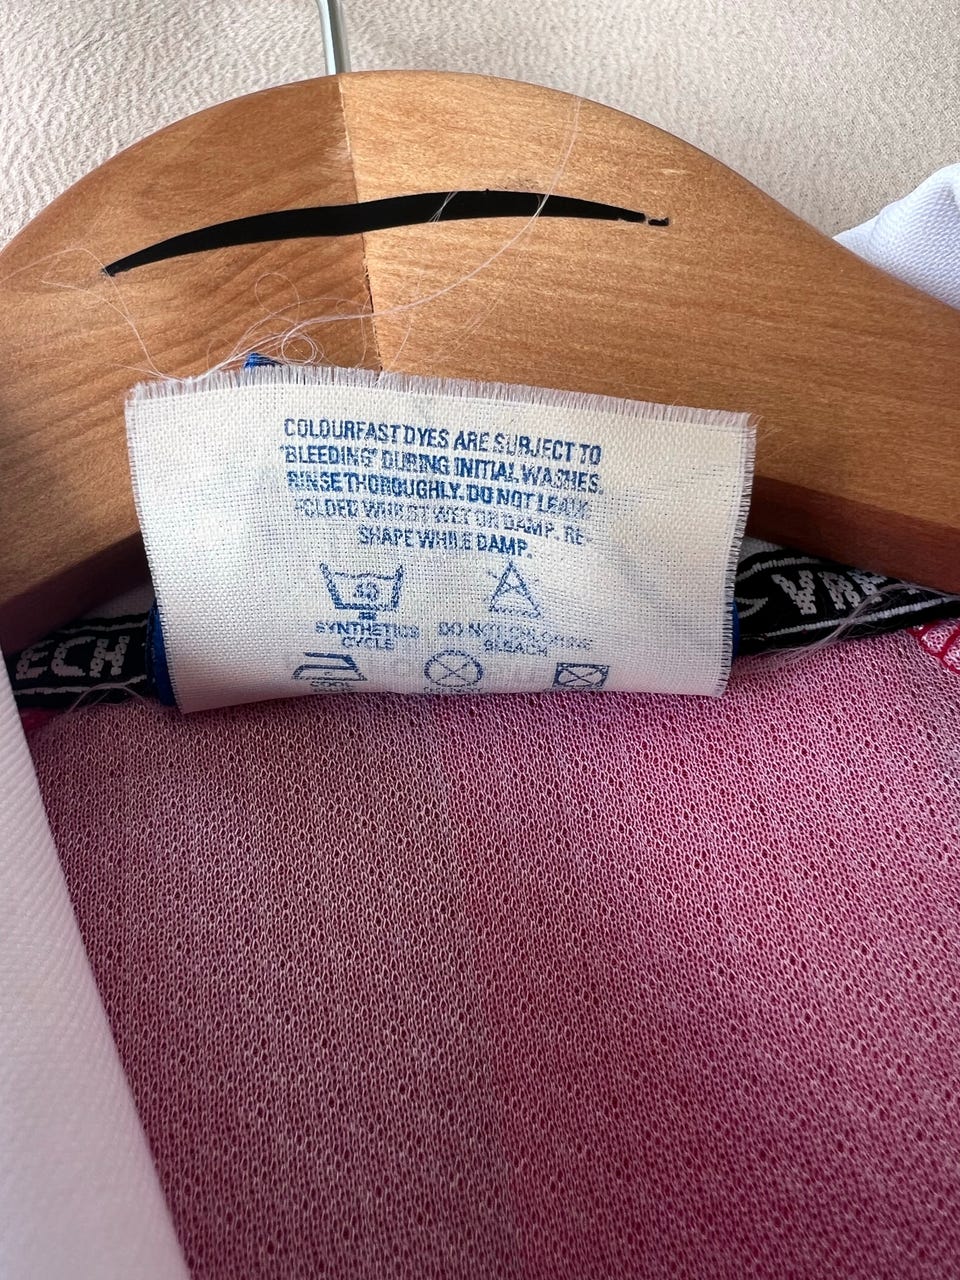 COLOURFAST DYES ARE SUBJECT TO
'BLEEDING' DURING INITIAL WASHES.
RINSE THOROUGHLY. DO NOT LEAVE
FOLDED WHILST WET OR DAMP. RE-
SHAPE WHILE DAMP.
40
SYNTHETICS DO NOT CHLORINE
CYCLE BLEACH
ECH